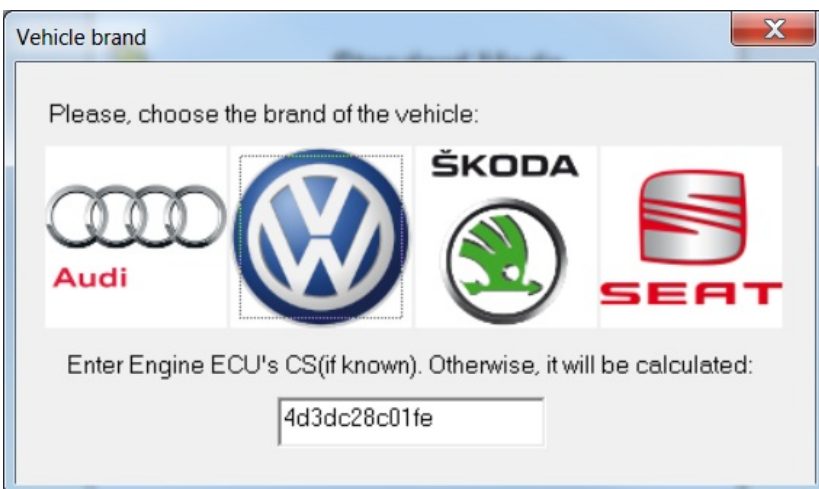 Vehicle brand
Please, choose the brand of the vehicle:
Audi
ŠKODA
SEAT
Enter Engine ECU's CS(if known). Otherwise, it will be calculated:
4d3dc28c01fe